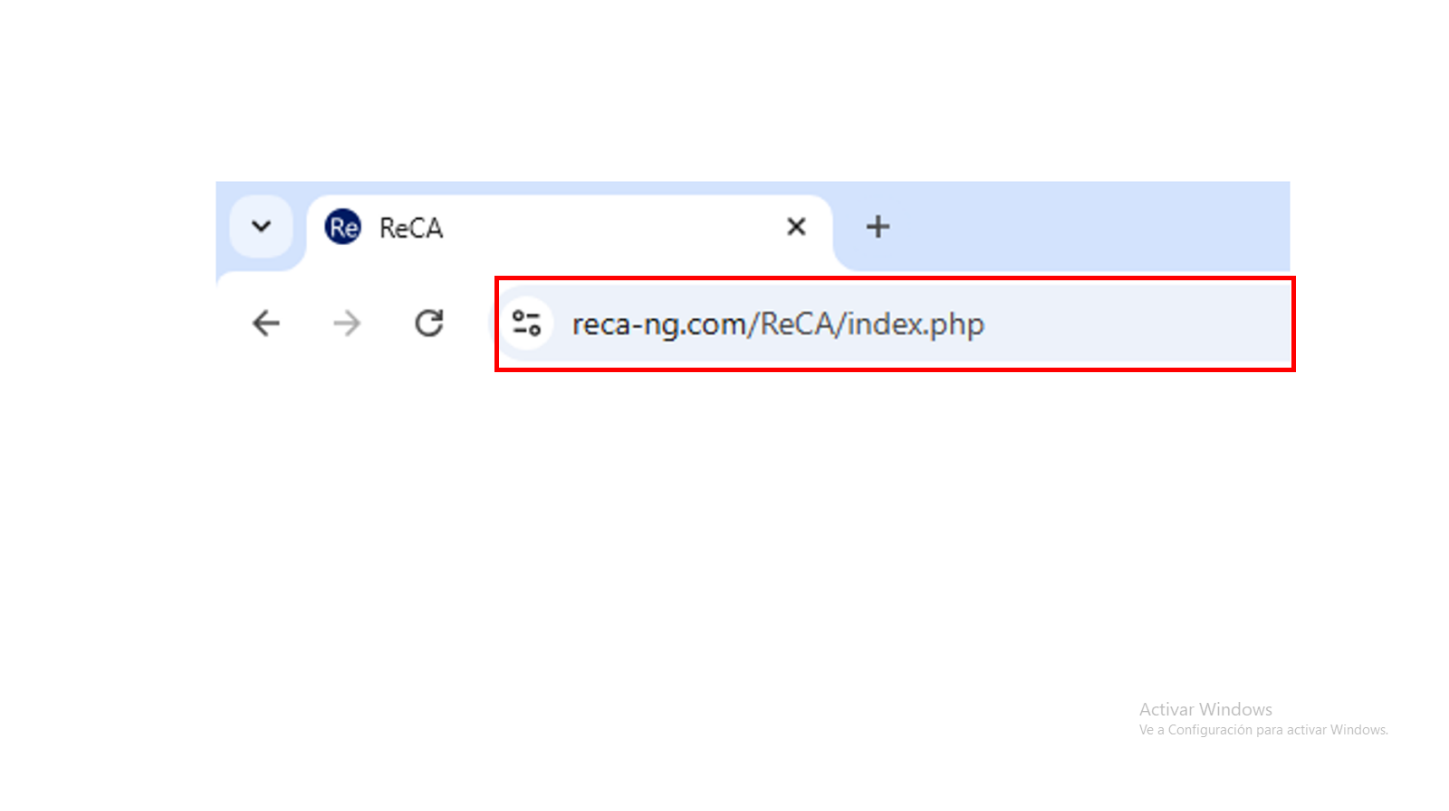 Re ReCA
reca-ng.com/ReCA/index.php
Activar Windows
Ve a Configuración para activar Windows.